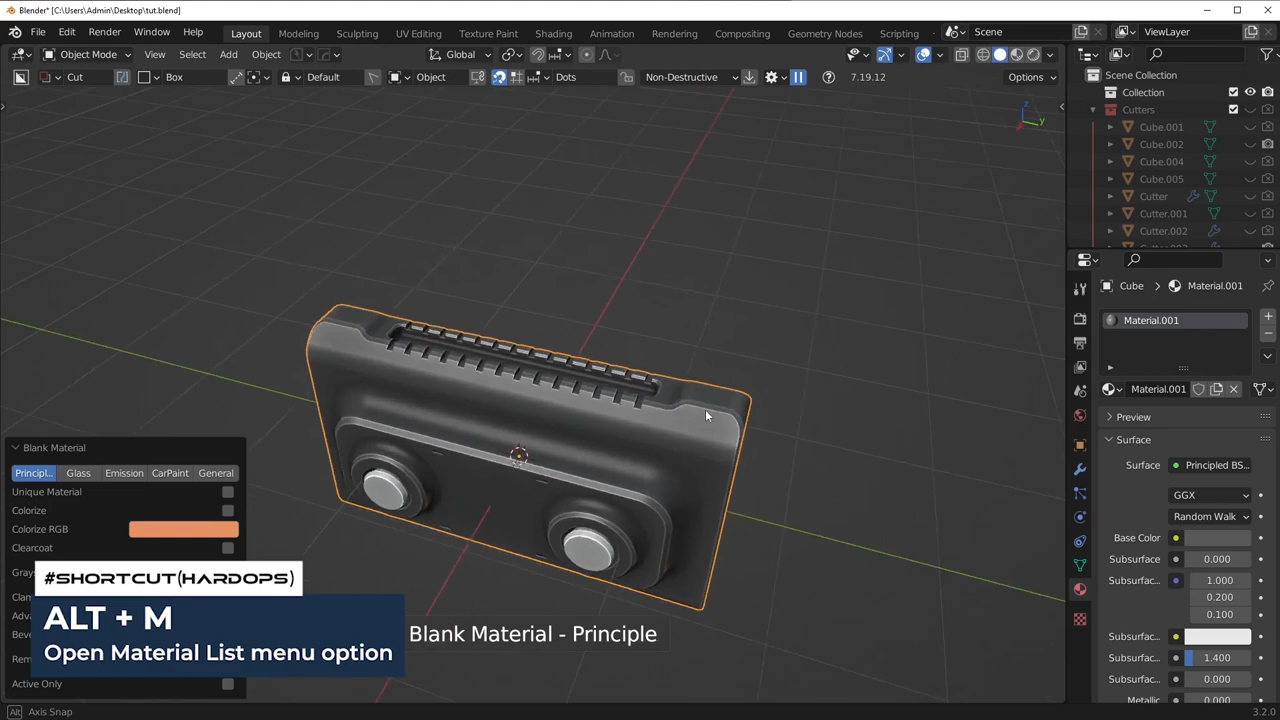 Blender* [C:\Users\Admin\Desktop\tut.blend]
File Edit Render Window Help Layout Modeling Sculpting UV Editing Texture Paint Shading Animation Rendering Compositing Geometry Nodes Scripting Scene ViewLayer
Object Mode View Select Add Object Global
Cut Box Default Object Dots Non-Destructive 7.19.12 Options
z
y
x
Scene Collection
Collection
Cutters
Cube.001
Cube.002
Cube.004
Cube.005
Cutter
Cutter.001
Cutter.002
Cube > Material.001
Material.001
Material.001
Preview
Surface
Surface Principled BS...
GGX
Random Walk
Base Color
Subsurface 0.000
Subsurfac... 1.000
0.200
0.100
Subsurfac...
Subsurfac... 1.400
Subsurfac... 0.000
Metallic 0.000
Blank Material
Principl... Glass Emission CarPaint General
Unique Material
Colorize
Colorize RGB
Clearcoat
Gray
Clam
Adva
Beve
Rem
Active Only
#SHORTCUT(HARDOPS)
ALT + M
Open Material List menu option
Blank Material - Principle
Alt Axis Snap
3.2.0